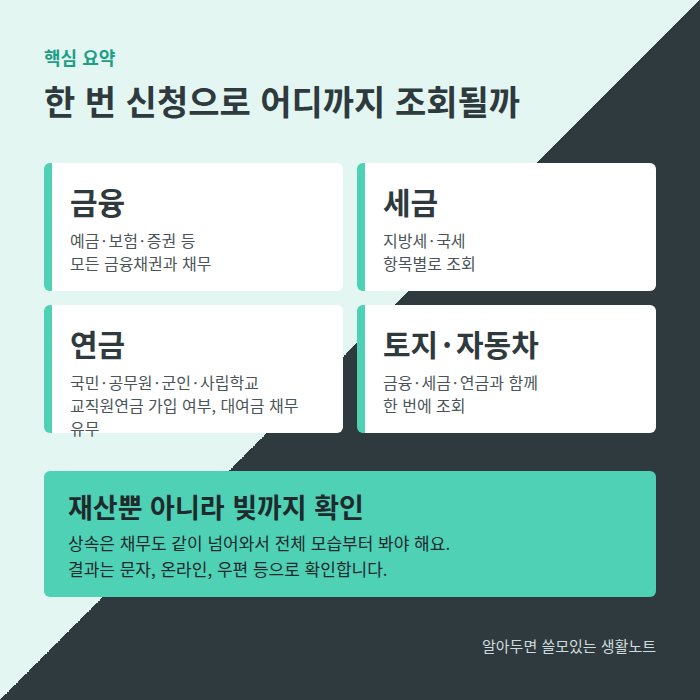 핵심 요약
한 번 신청으로 어디까지 조회될까
금융
예금·보험·증권 등
모든 금융채권과 채무
세금
지방세·국세
항목별로 조회
연금
국민·공무원·군인·사립학교
교직원연금 가입 여부, 대여금 채무
유무
토지·자동차
금융·세금·연금과 함께
한 번에 조회
재산뿐 아니라 빚까지 확인
상속은 채무도 같이 넘어와서 전체 모습부터 봐야 해요.
결과는 문자, 온라인, 우편 등으로 확인합니다.
알아두면 쓸모있는 생활노트